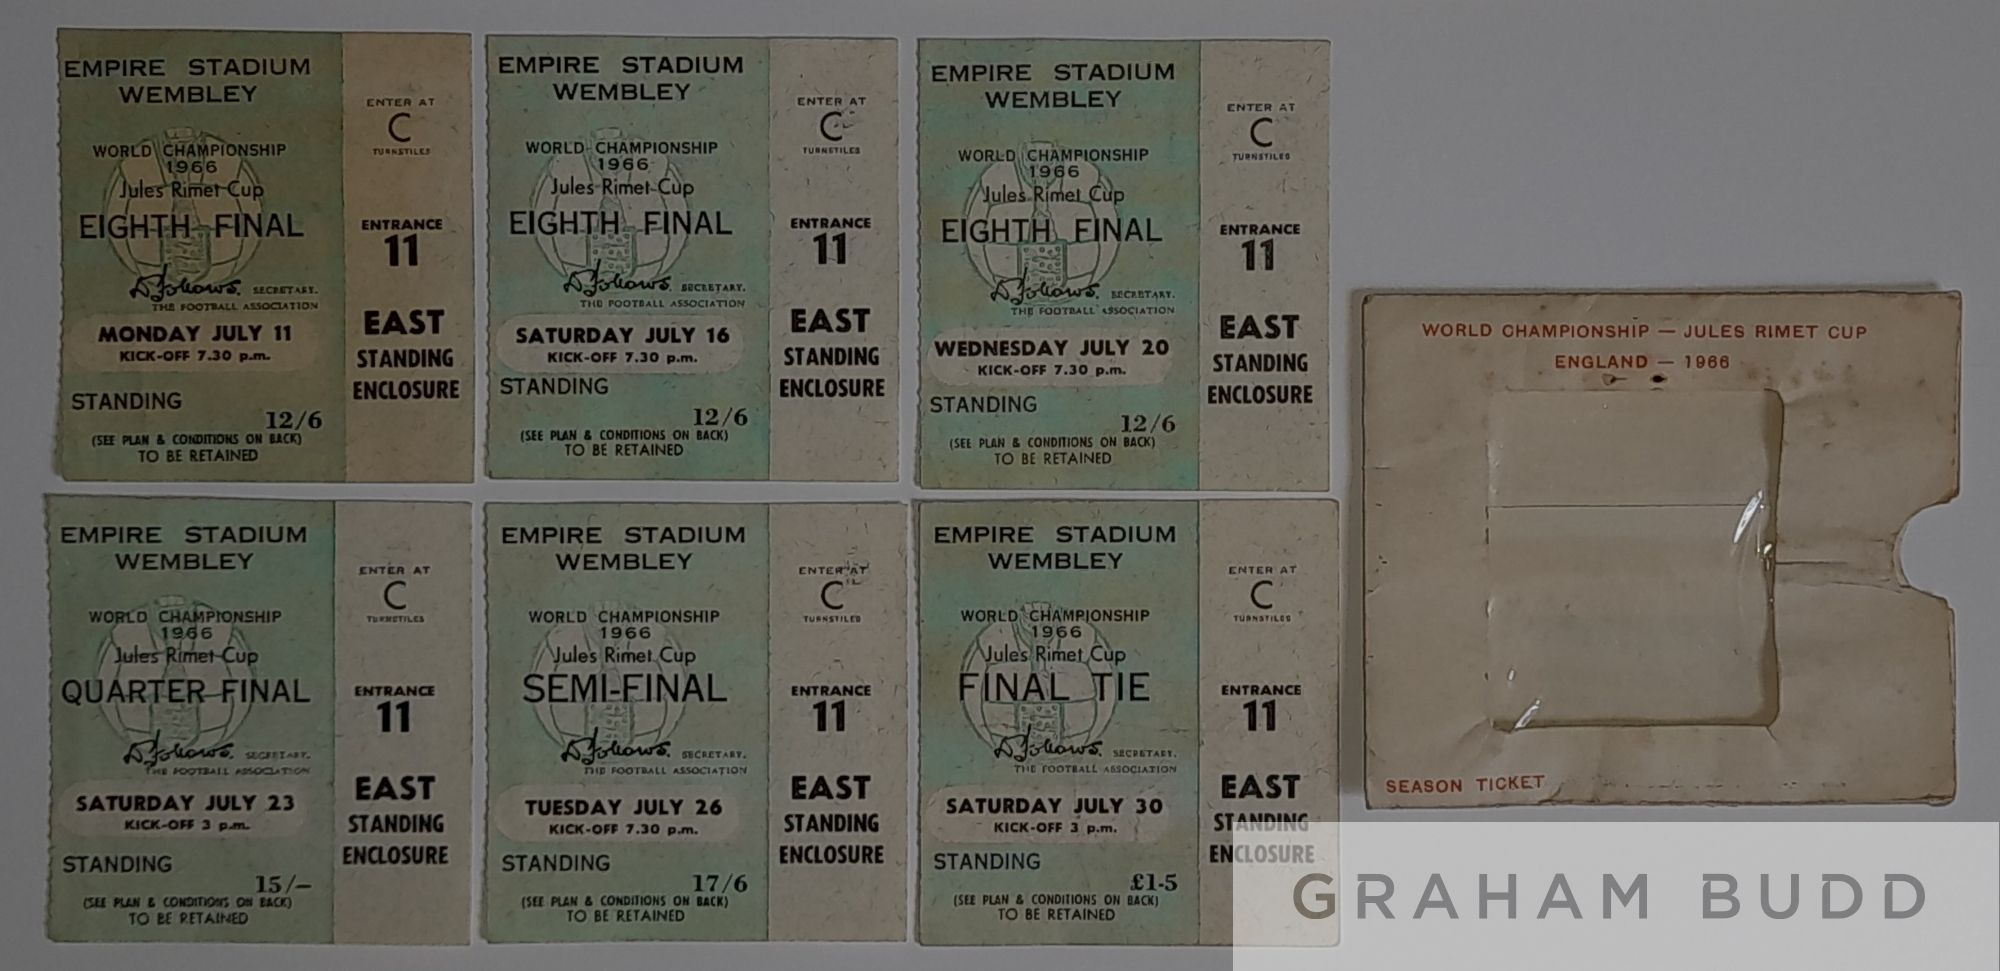 EMPIRE STADIUM
WEMBLEY
WORLD CHAMPIONSHIP
1966
Jules Rimet Cup
EIGHTH FINAL
D Follows. SECRETARY.
THE FOOTBALL ASSOCIATION
MONDAY JULY 11
KICK-OFF 7.30 p.m.
STANDING
12/6
(SEE PLAN & CONDITIONS ON BACK)
TO BE RETAINED
ENTER AT
C
TURNSTILES
ENTRANCE
11
EAST
STANDING
ENCLOSURE
EMPIRE STADIUM
WEMBLEY
WORLD CHAMPIONSHIP
1966
Jules Rimet Cup
EIGHTH FINAL
D Follows. SECRETARY.
THE FOOTBALL ASSOCIATION
SATURDAY JULY 16
KICK-OFF 7.30 p.m.
STANDING
12/6
(SEE PLAN & CONDITIONS ON BACK)
TO BE RETAINED
ENTER AT
C
TURNSTILES
ENTRANCE
11
EAST
STANDING
ENCLOSURE
EMPIRE STADIUM
WEMBLEY
WORLD CHAMPIONSHIP
1966
Jules Rimet Cup
EIGHTH FINAL
D Follows. SECRETARY.
THE FOOTBALL ASSOCIATION
WEDNESDAY JULY 20
KICK-OFF 7.30 p.m.
STANDING
12/6
(SEE PLAN & CONDITIONS ON BACK)
TO BE RETAINED
ENTER AT
C
TURNSTILES
ENTRANCE
11
EAST
STANDING
ENCLOSURE
EMPIRE STADIUM
WEMBLEY
WORLD CHAMPIONSHIP
1966
Jules Rimet Cup
QUARTER FINAL
D Follows. SECRETARY.
THE FOOTBALL ASSOCIATION
SATURDAY JULY 23
KICK-OFF 3 p.m.
STANDING
15/–
(SEE PLAN & CONDITIONS ON BACK)
TO BE RETAINED
ENTER AT
C
TURNSTILES
ENTRANCE
11
EAST
STANDING
ENCLOSURE
EMPIRE STADIUM
WEMBLEY
WORLD CHAMPIONSHIP
1966
Jules Rimet Cup
SEMI-FINAL
D Follows. SECRETARY.
THE FOOTBALL ASSOCIATION
TUESDAY JULY 26
KICK-OFF 7.30 p.m.
STANDING
17/6
(SEE PLAN & CONDITIONS ON BACK)
TO BE RETAINED
ENTER AT
C
TURNSTILES
ENTRANCE
11
EAST
STANDING
ENCLOSURE
EMPIRE STADIUM
WEMBLEY
WORLD CHAMPIONSHIP
1966
Jules Rimet Cup
FINAL TIE
D Follows. SECRETARY.
THE FOOTBALL ASSOCIATION
SATURDAY JULY 30
KICK-OFF 3 p.m.
STANDING
£1-5
(SEE PLAN & CONDITIONS ON BACK)
TO BE RETAINED
ENTER AT
C
TURNSTILES
ENTRANCE
11
EAST
STANDING
ENCLOSURE
WORLD CHAMPIONSHIP — JULES RIMET CUP
ENGLAND — 1966
SEASON TICKET
GRAHAM BUDD